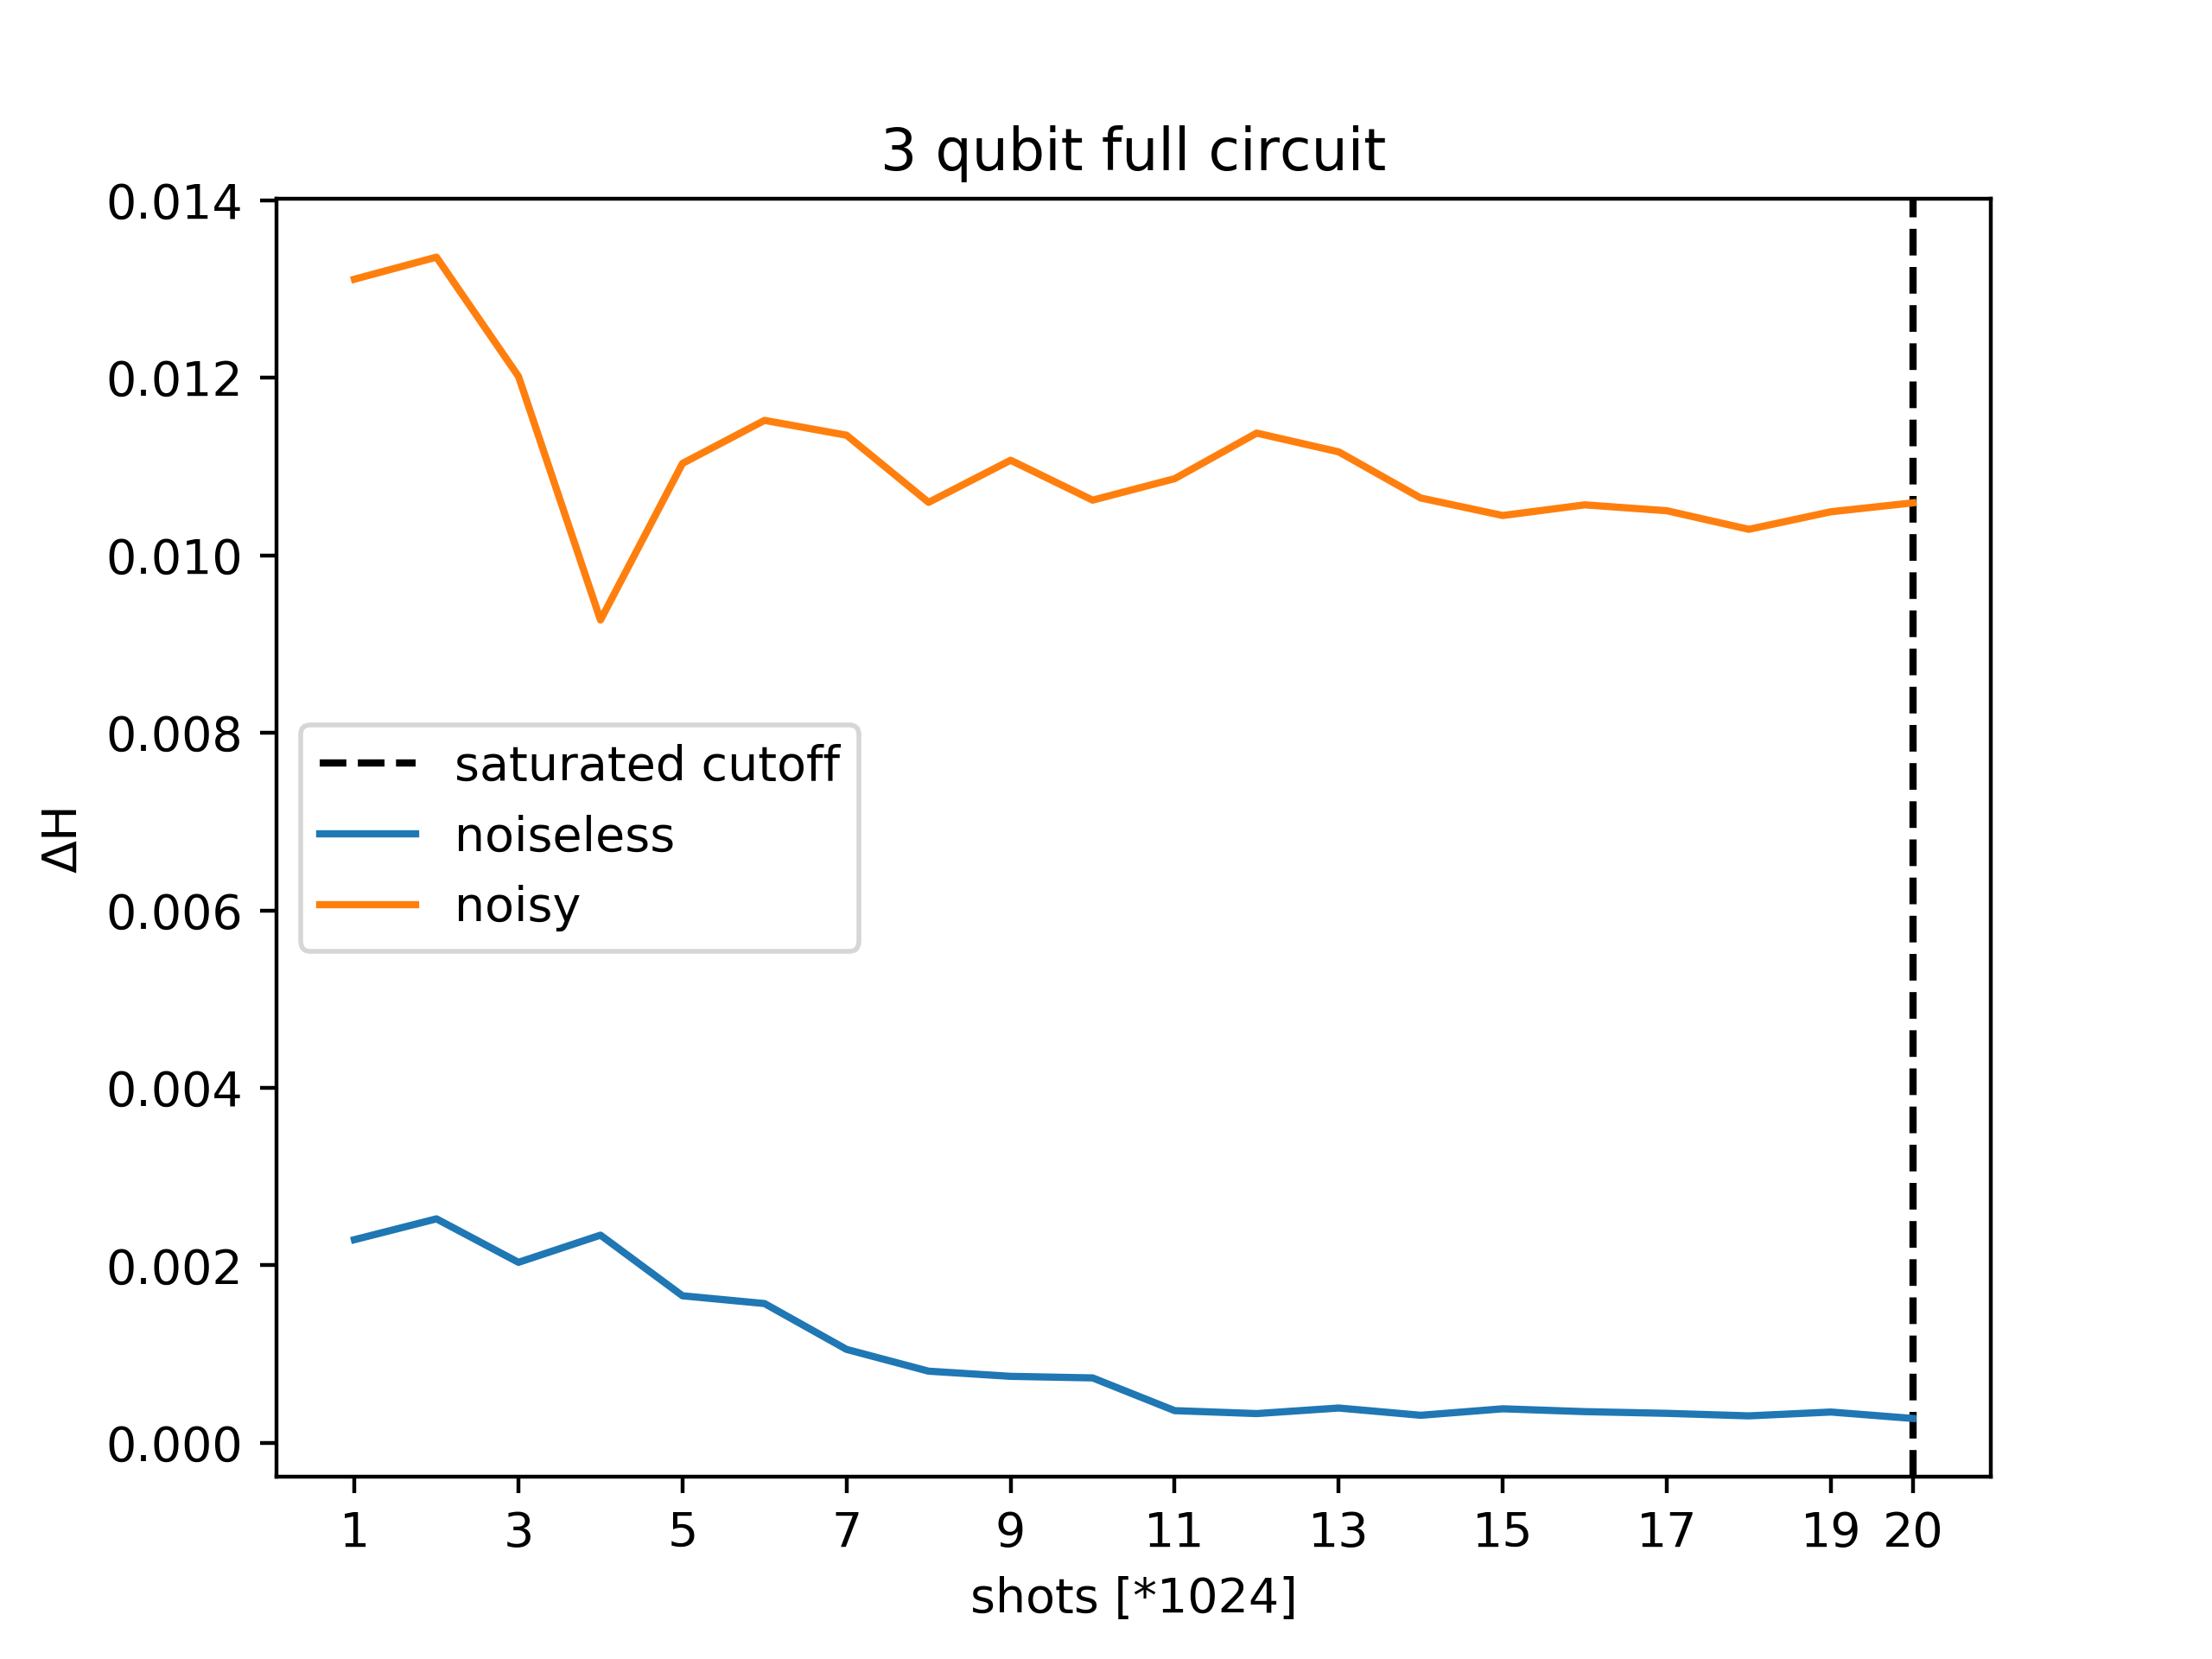 3 qubit full circuit
0.014
0.012
0.010
0.008
0.006
0.004
0.002
0.000
ΔH
saturated cutoff
noiseless
noisy
1 3 5 7 9 11 13 15 17 19 20
shots [*1024]